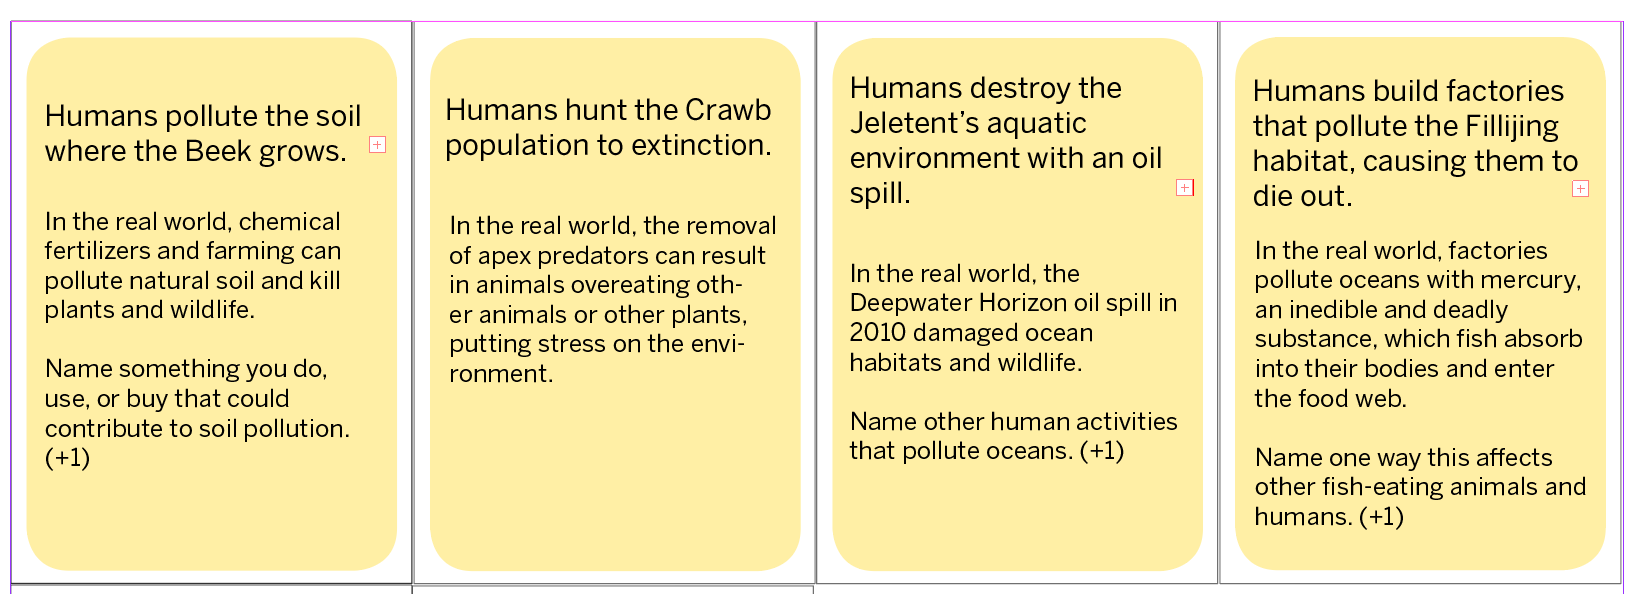 Humans pollute the soil
where the Beek grows.
In the real world, chemical
fertilizers and farming can
pollute natural soil and kill
plants and wildlife.
Name something you do,
use, or buy that could
contribute to soil pollution.
(+1)
Humans hunt the Crawb
population to extinction.
In the real world, the removal
of apex predators can result
in animals overeating oth-
er animals or other plants,
putting stress on the envi-
ronment.
Humans destroy the
Jeletent's aquatic
environment with an oil
spill.
In the real world, the
Deepwater Horizon oil spill in
2010 damaged ocean
habitats and wildlife.
Name other human activities
that pollute oceans. (+1)
Humans build factories
that pollute the Fillijing
habitat, causing them to
die out.
In the real world, factories
pollute oceans with mercury,
an inedible and deadly
substance, which fish absorb
into their bodies and enter
the food web.
Name one way this affects
other fish-eating animals and
humans. (+1)